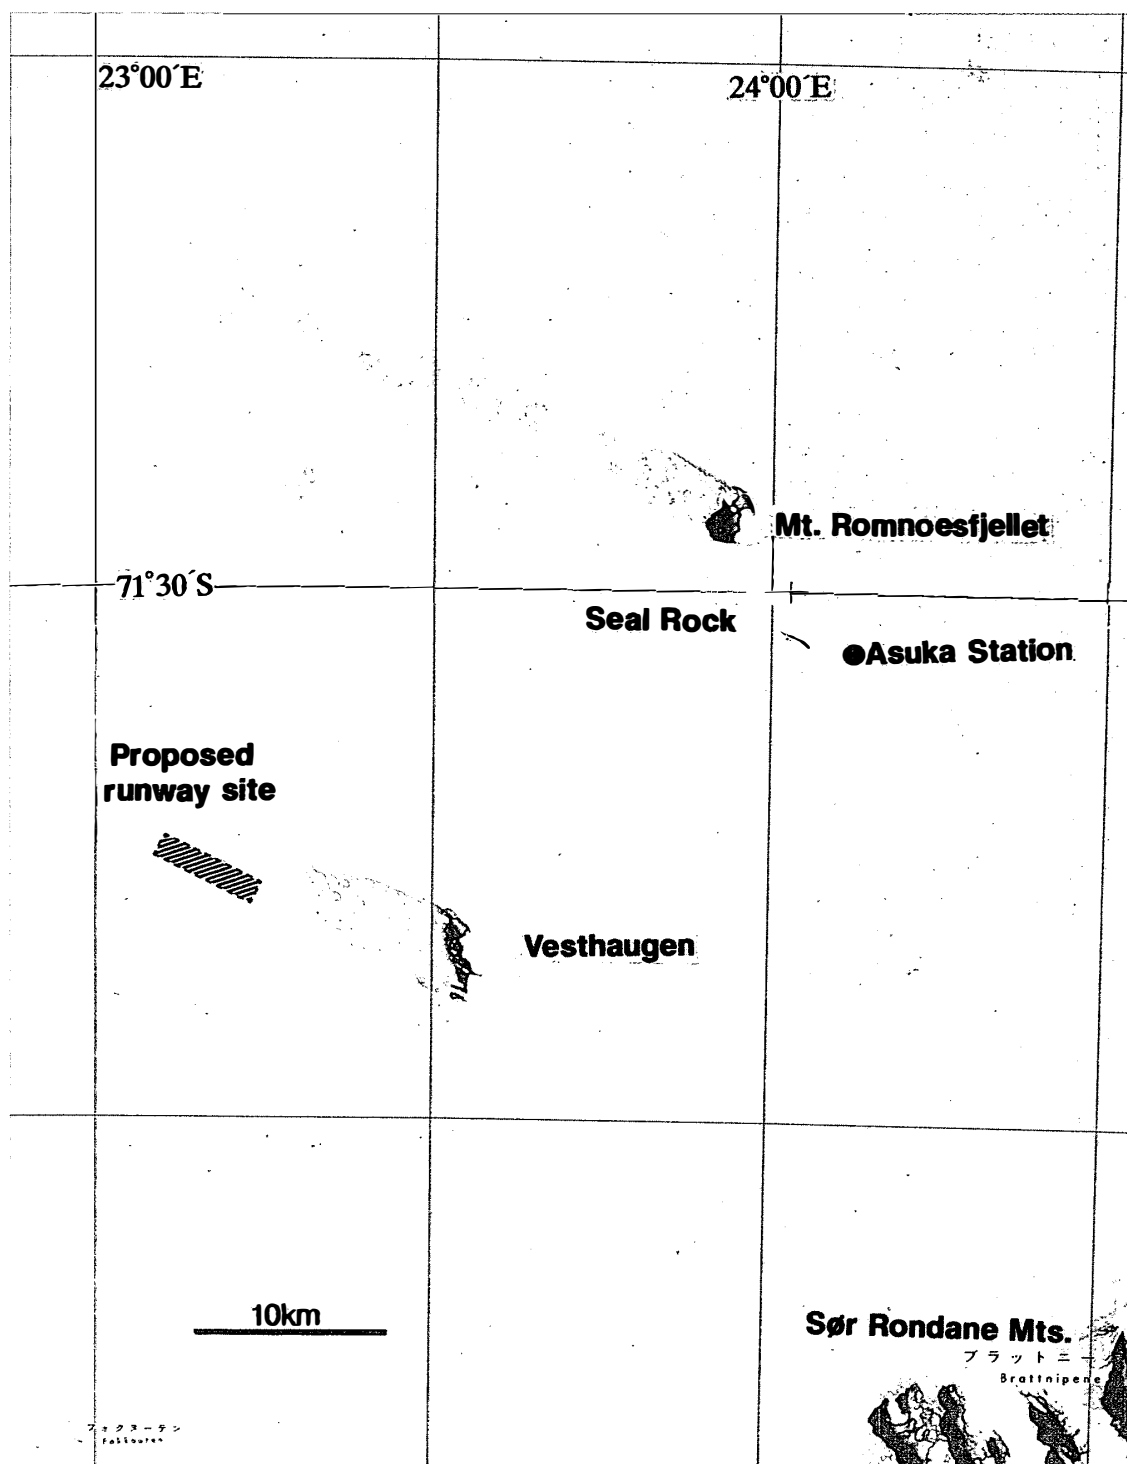 23°00´E
24°00´E
Mt. Romnoesfjellet
71°30´S
Seal Rock
Asuka Station
Proposed
runway site
Vesthaugen
10km
Sør Rondane Mts.
ブラットニー
Brattnipene